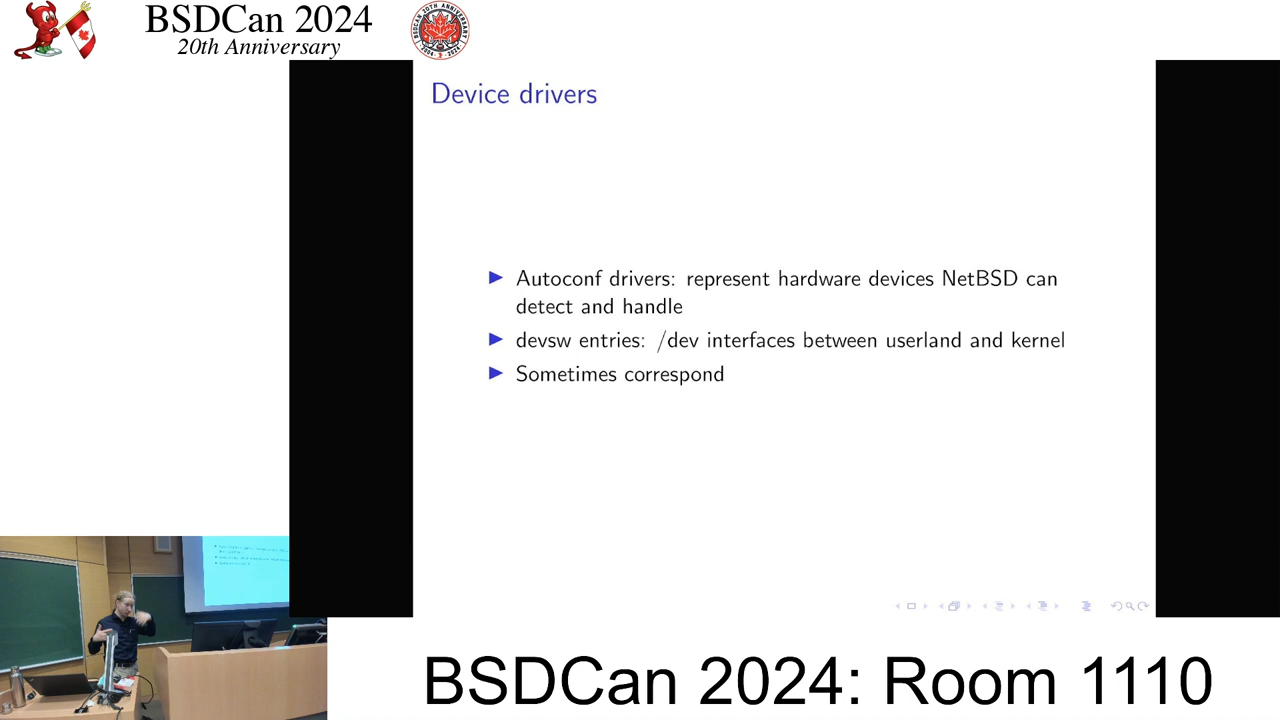 BSDCan 2024
20th Anniversary
Device drivers
▶ Autoconf drivers: represent hardware devices NetBSD can
detect and handle
▶ devsw entries: /dev interfaces between userland and kernel
▶ Sometimes correspond
BSDCan 2024: Room 1110